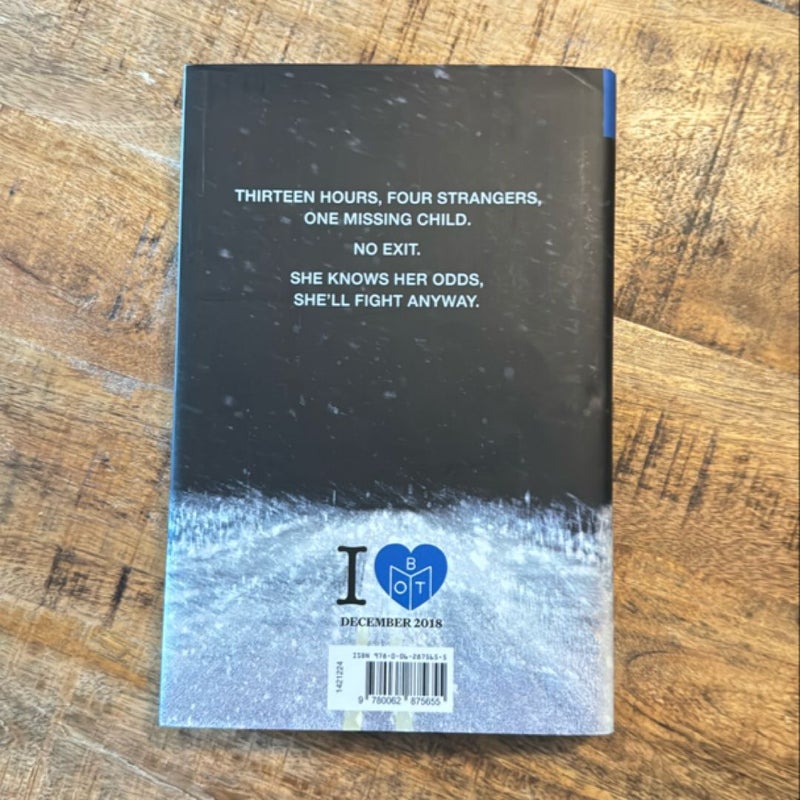 THIRTEEN HOURS, FOUR STRANGERS,
ONE MISSING CHILD.
NO EXIT.
SHE KNOWS HER ODDS,
SHE'LL FIGHT ANYWAY.
I
B
O T
DECEMBER 2018
ISBN 978-0-06-287565-5
1421224
9 780062 875655